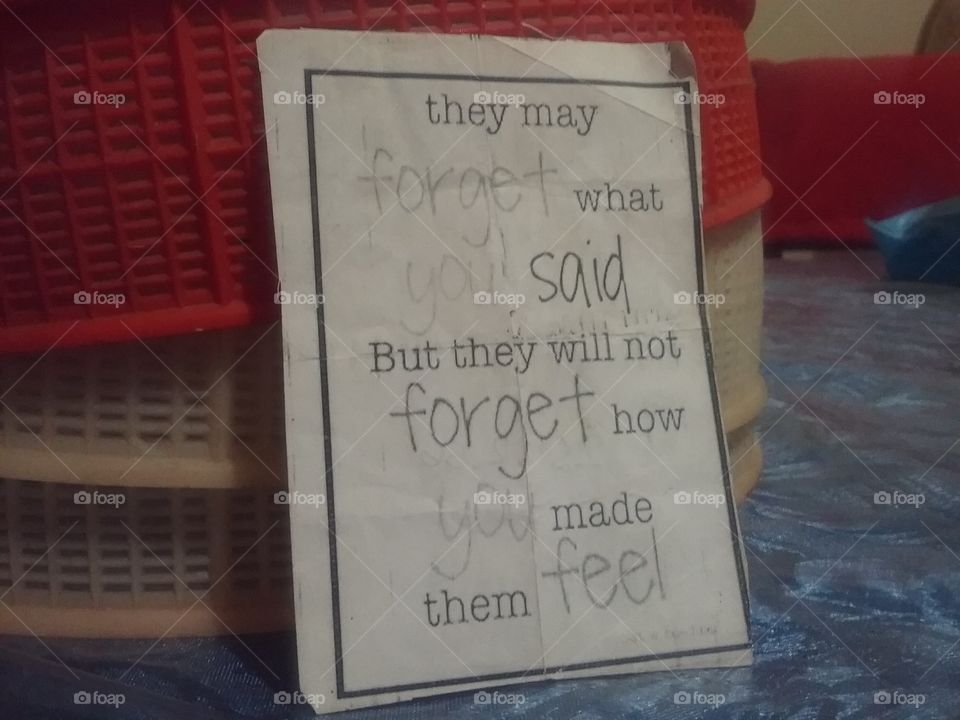 they may
forget what
you said
But they will not
forget how
you made
them feel